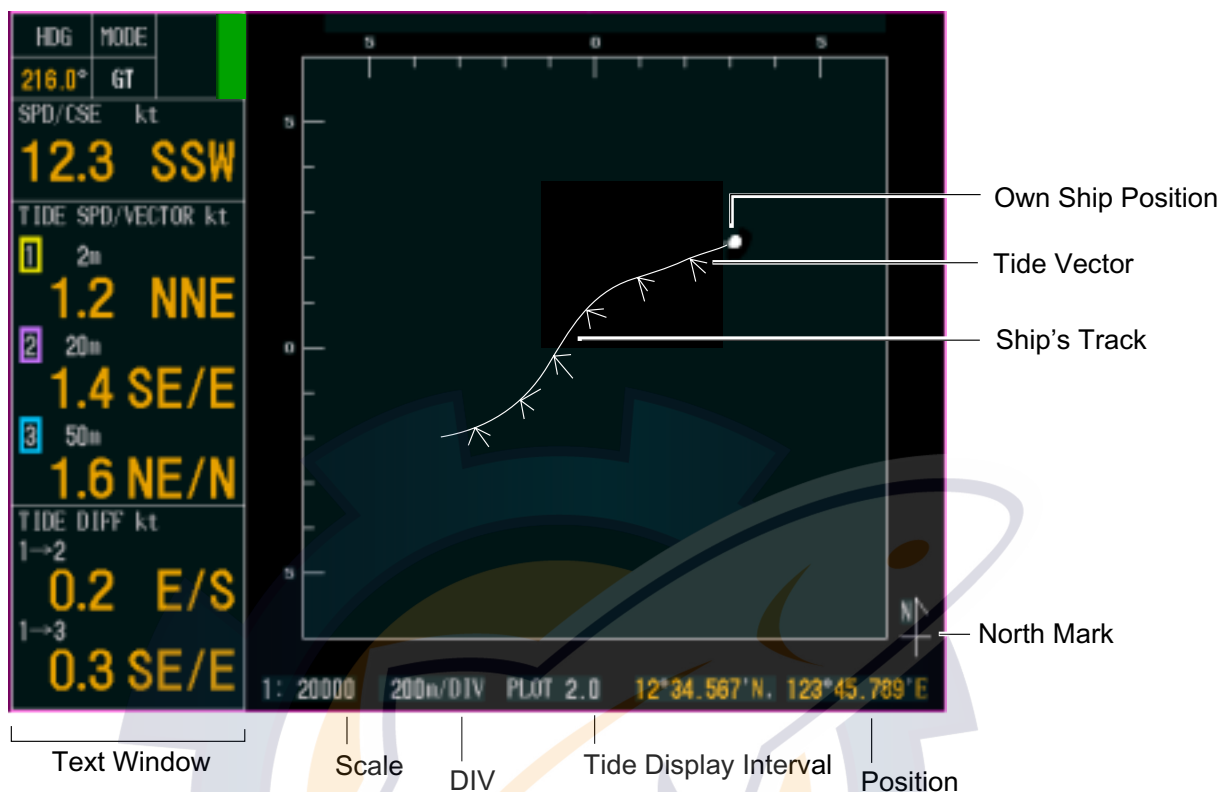 HDG MODE
216.0° GT
SPD/CSE kt
12.3 SSW
TIDE SPD/VECTOR kt
1 2m
1.2 NNE
2 20m
1.4 SE/E
3 50m
1.6 NE/N
TIDE DIFF kt
1→2
0.2 E/S
1→3
0.3 SE/E
5 0 5
5
0
5
N
1: 20000 200m/DIV PLOT 2.0 12°34.567'N, 123°45.789'E
Own Ship Position
Tide Vector
Ship's Track
North Mark
Text Window
Scale
DIV
Tide Display Interval
Position